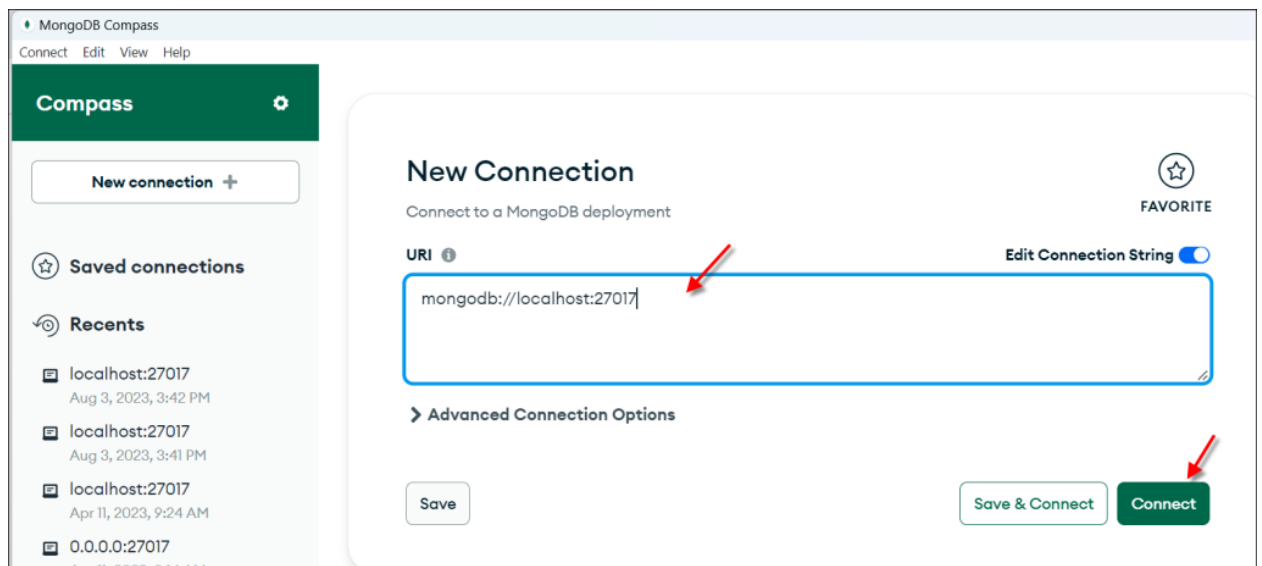 MongoDB Compass
Connect Edit View Help
Compass
New connection
Saved connections
Recents
localhost:27017
Aug 3, 2023, 3:42 PM
localhost:27017
Aug 3, 2023, 3:41 PM
localhost:27017
Apr 11, 2023, 9:24 AM
0.0.0.0:27017
New Connection
FAVORITE
Connect to a MongoDB deployment
URI
Edit Connection String
mongodb://localhost:27017
Advanced Connection Options
Save
Save & Connect
Connect